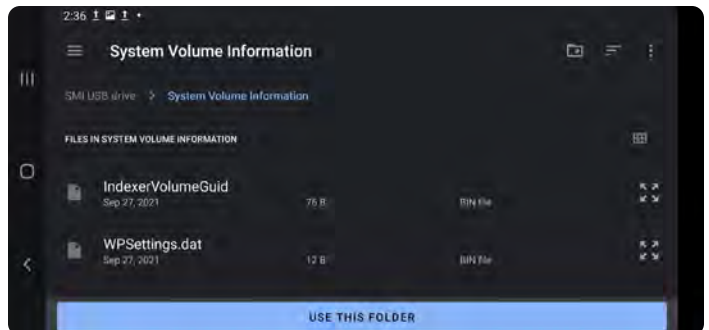 2:36
System Volume Information
SMI USB drive > System Volume Information
FILES IN SYSTEM VOLUME INFORMATION
IndexerVolumeGuid
Sep 27, 2021 76 B BIN file
WPSettings.dat
Sep 27, 2021 12 B BIN file
USE THIS FOLDER